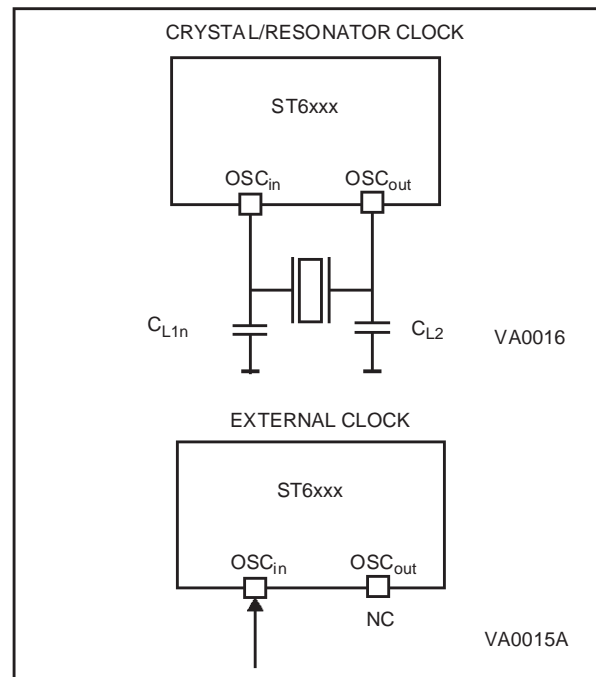 CRYSTAL/RESONATOR CLOCK
ST6xxx
OSCin OSCout
CL1n CL2 VA0016
EXTERNAL CLOCK
ST6xxx
OSCin OSCout
NC
VA0015A